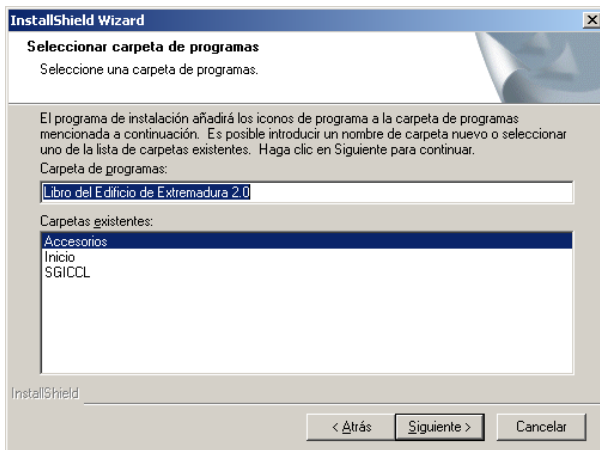 InstallShield Wizard
Seleccionar carpeta de programas
Seleccione una carpeta de programas.
El programa de instalación añadirá los iconos de programa a la carpeta de programas
mencionada a continuación. Es posible introducir un nombre de carpeta nuevo o seleccionar
uno de la lista de carpetas existentes. Haga clic en Siguiente para continuar.
Carpeta de programas:
Libro del Edificio de Extremadura 2.0
Carpetas existentes:
Accesorios
Inicio
SGICCL
InstallShield
< Atrás Siguiente > Cancelar